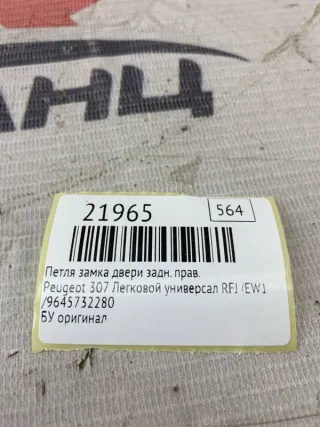 АНЦ
21965
564
Петля замка двери задн. прав.
Peugeot 307 Легковой универсал RFJ (EW1
/9645732280
БУ оригинал